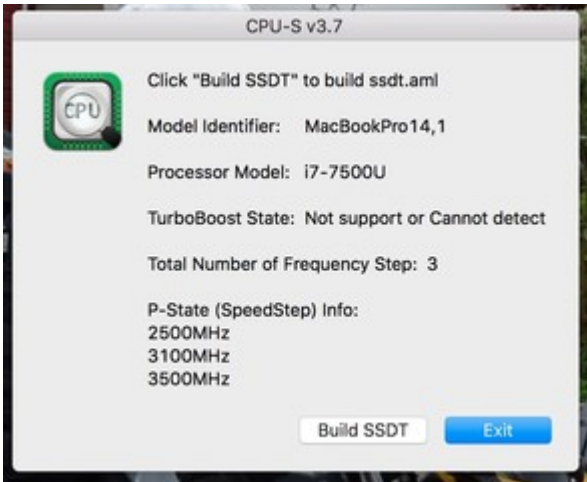 CPU-S v3.7
Click "Build SSDT" to build ssdt.aml
CPU
Model Identifier: MacBookPro14,1
Processor Model: i7-7500U
TurboBoost State: Not support or Cannot detect
Total Number of Frequency Step: 3
P-State (SpeedStep) Info:
2500MHz
3100MHz
3500MHz
Build SSDT Exit